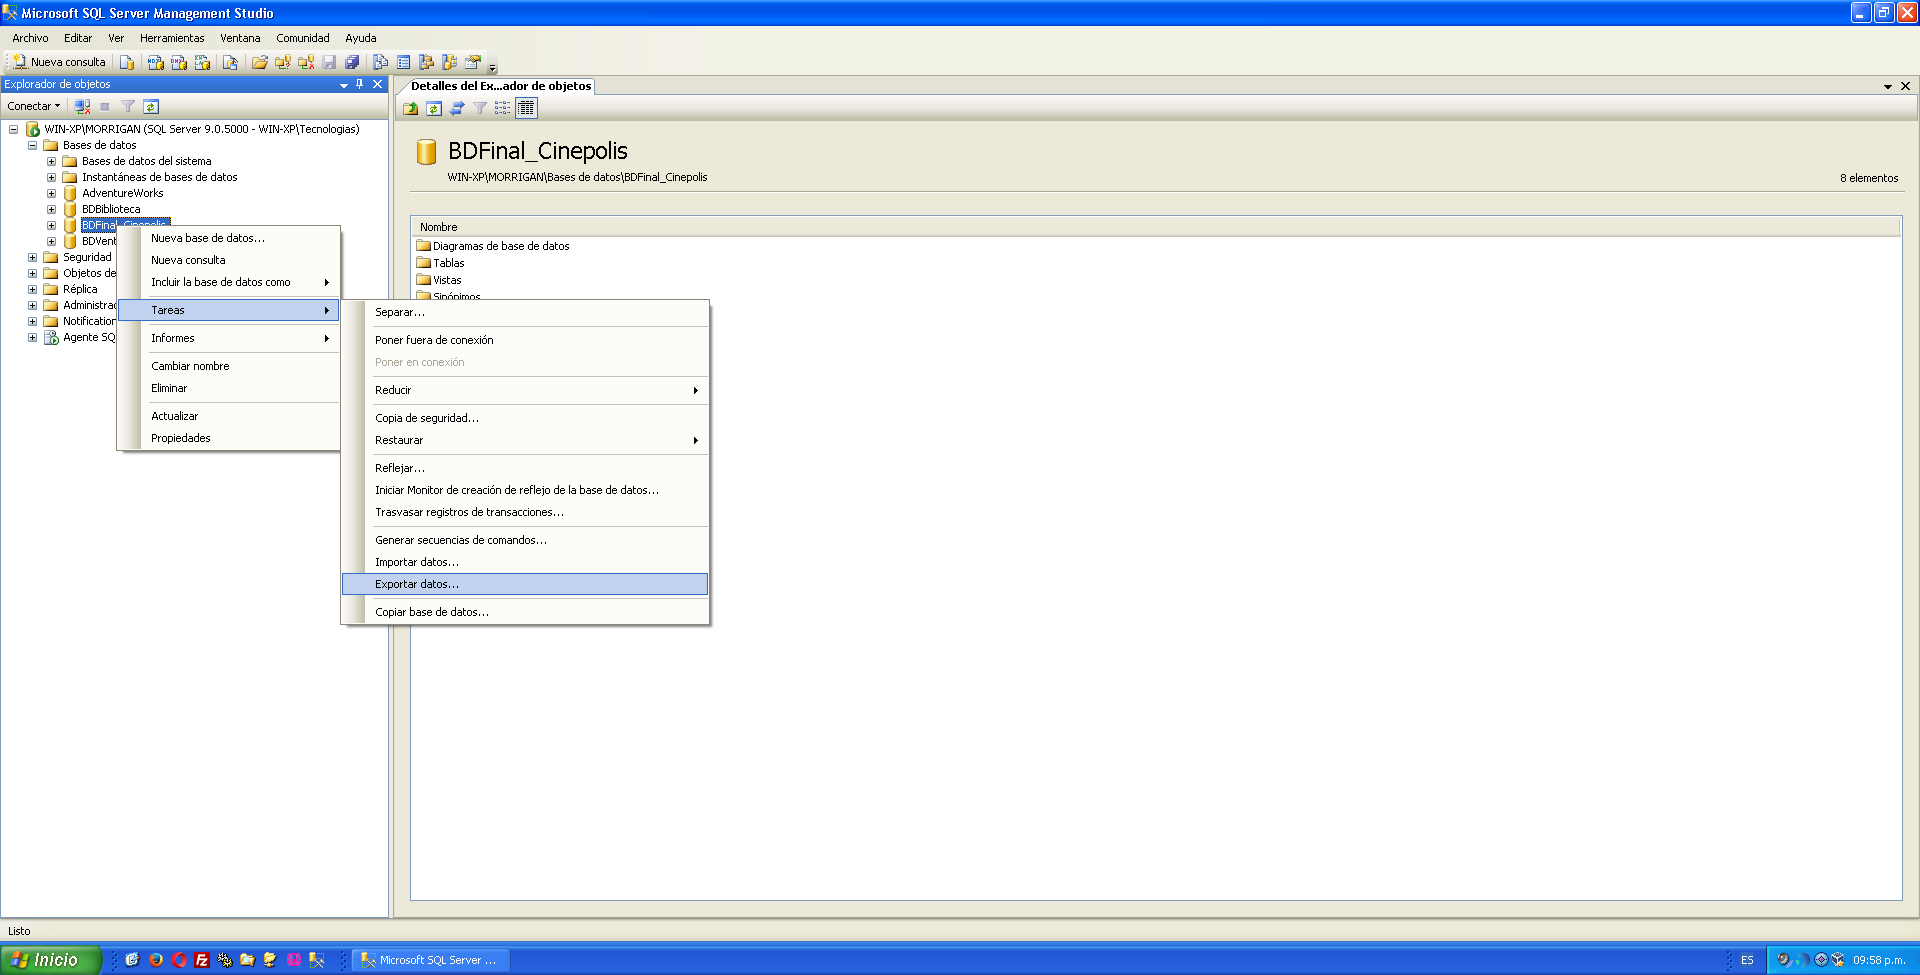 Microsoft SQL Server Management Studio
Archivo Editar Ver Herramientas Ventana Comunidad Ayuda
Nueva consulta
Explorador de objetos
Conectar
WIN-XP\MORRIGAN (SQL Server 9.0.5000 - WIN-XP\Tecnologias)
Bases de datos
Bases de datos del sistema
Instantáneas de bases de datos
AdventureWorks
BDBiblioteca
BDFinal_Cinepolis
BDVent
Seguridad
Objetos de
Réplica
Administrac
Notification
Agente SQ
Nueva base de datos...
Nueva consulta
Incluir la base de datos como
Tareas
Informes
Cambiar nombre
Eliminar
Actualizar
Propiedades
Separar...
Poner fuera de conexión
Poner en conexión
Reducir
Copia de seguridad...
Restaurar
Reflejar...
Iniciar Monitor de creación de reflejo de la base de datos...
Trasvasar registros de transacciones...
Generar secuencias de comandos...
Importar datos...
Exportar datos...
Copiar base de datos...
Detalles del Ex...ador de objetos
BDFinal_Cinepolis
WIN-XP\MORRIGAN\Bases de datos\BDFinal_Cinepolis
8 elementos
Nombre
Diagramas de base de datos
Tablas
Vistas
Sinónimos
Listo
Inicio
Microsoft SQL Server ...
ES
09:58 p.m.